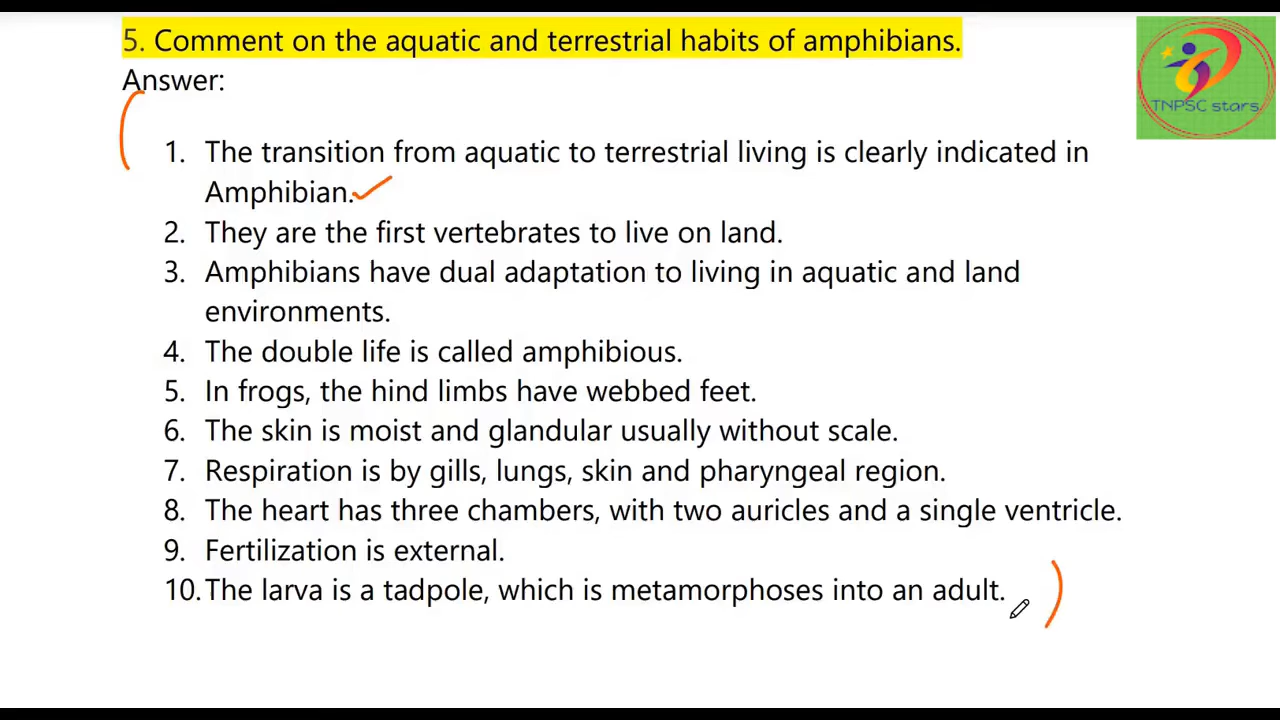 5. Comment on the aquatic and terrestrial habits of amphibians.
TNPSC stars
Answer:
1. The transition from aquatic to terrestrial living is clearly indicated in
Amphibian.
2. They are the first vertebrates to live on land.
3. Amphibians have dual adaptation to living in aquatic and land
environments.
4. The double life is called amphibious.
5. In frogs, the hind limbs have webbed feet.
6. The skin is moist and glandular usually without scale.
7. Respiration is by gills, lungs, skin and pharyngeal region.
8. The heart has three chambers, with two auricles and a single ventricle.
9. Fertilization is external.
10. The larva is a tadpole, which is metamorphoses into an adult.